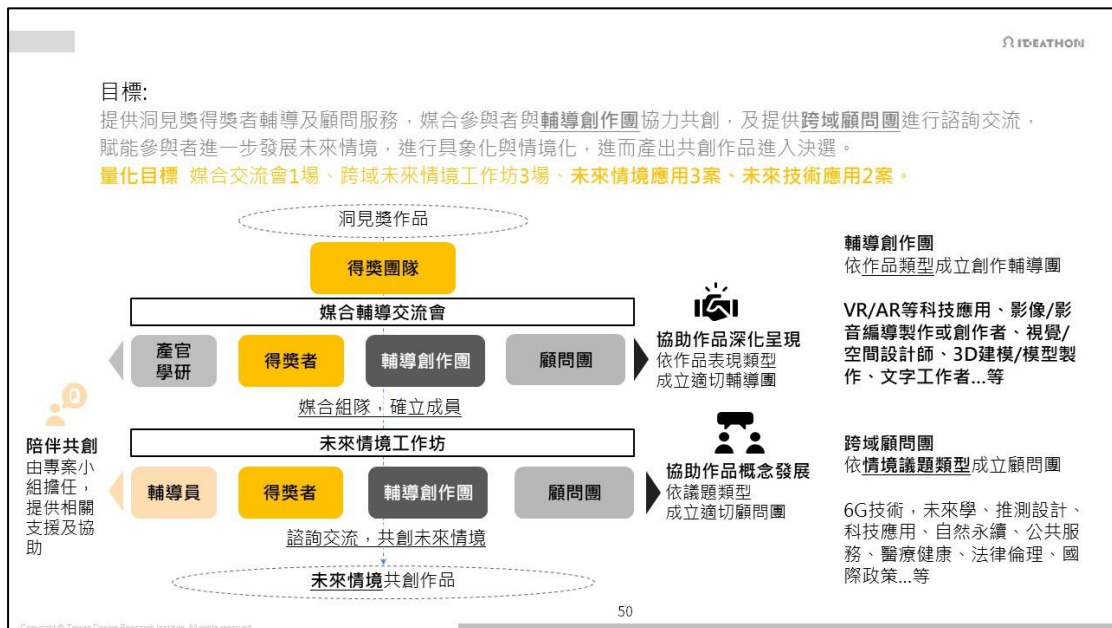 IDEATHON
目標:
提供洞見獎得獎者輔導及顧問服務，媒合參與者與輔導創作團協力共創，及提供跨域顧問團進行諮詢交流，
賦能參與者進一步發展未來情境，進行具象化與情境化，進而產出共創作品進入決選。
量化目標 媒合交流會1場、跨域未來情境工作坊3場、未來情境應用3案、未來技術應用2案。
洞見獎作品
得獎團隊
媒合輔導交流會
產官
學研
得獎者
輔導創作團
顧問團
媒合組隊，確立成員
協助作品深化呈現
依作品表現類型
成立適切輔導團
輔導創作團
依作品類型成立創作輔導團
VR/AR等科技應用、影像/影
音編導製作或創作者、視覺/
空間設計師、3D建模/模型製
作、文字工作者...等
陪伴共創
由專案小
組擔任，
提供相關
支援及協
助
未來情境工作坊
輔導員
得獎者
輔導創作團
顧問團
諮詢交流，共創未來情境
未來情境共創作品
協助作品概念發展
依議題類型
成立適切顧問團
跨域顧問團
依情境議題類型成立顧問團
6G技術，未來學、推測設計、
科技應用、自然永續、公共服
務、醫療健康、法律倫理、國
際政策...等
50
Copyright © Taiwan Design Research Institute. All rights reserved.